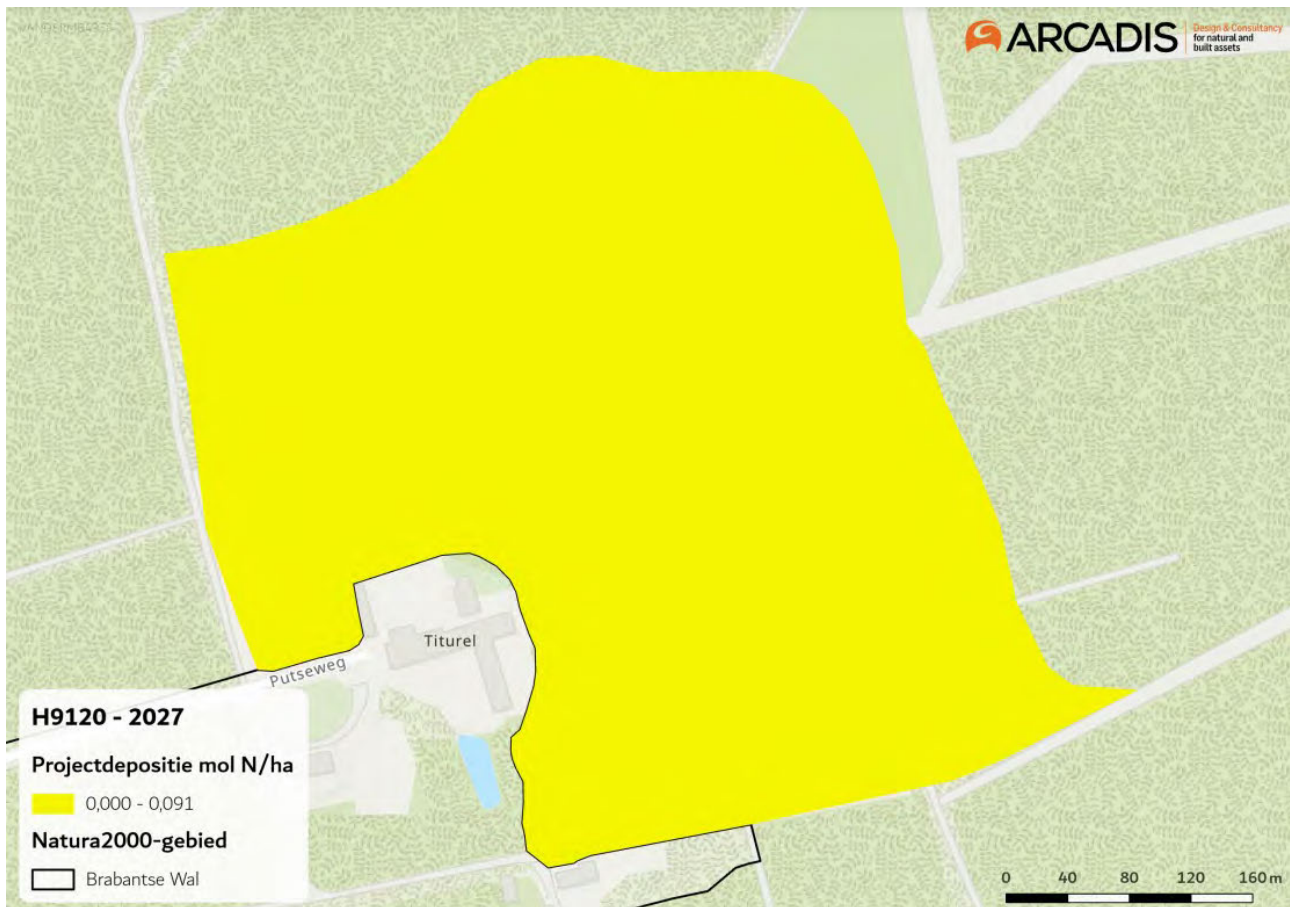 ARCADIS
Design & Consultancy
for natural and
built assets
Titurel
Putseweg
H9120 - 2027
Projectdepositie mol N/ha
0,000 - 0,091
Natura2000-gebied
Brabantse Wal
0 40 80 120 160 m